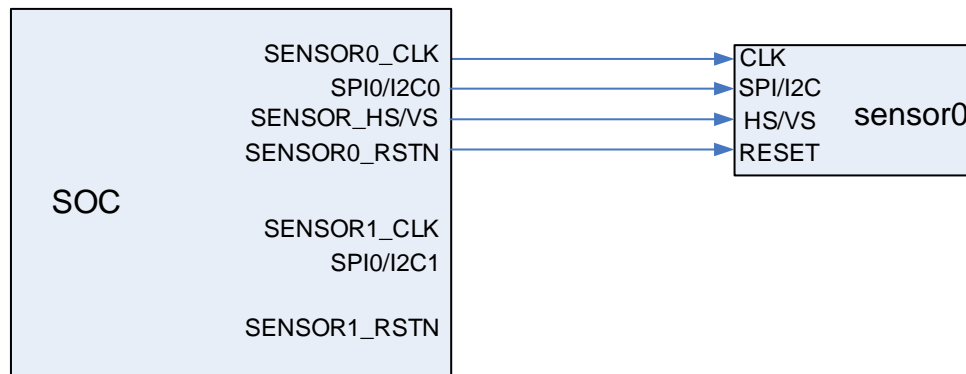 SENSOR0_CLK
SPI0/I2C0
SENSOR_HS/VS
SENSOR0_RSTN
SOC
SENSOR1_CLK
SPI0/I2C1
SENSOR1_RSTN
CLK
SPI/I2C
HS/VS
RESET
sensor0